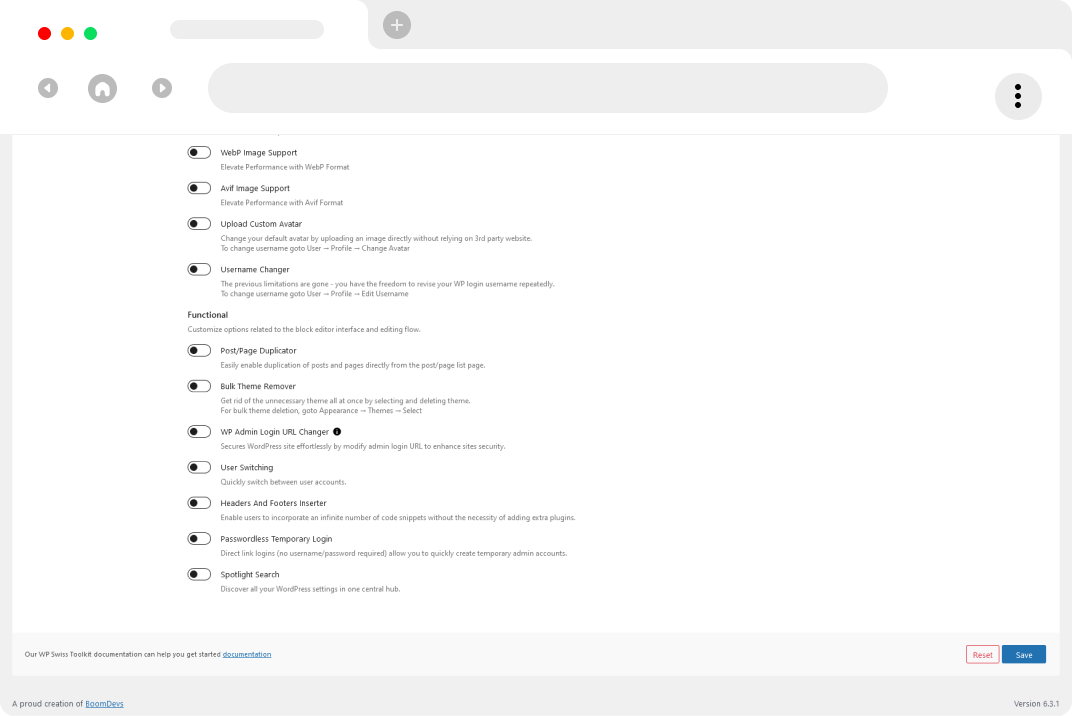 WebP Image Support
Elevate Performance with WebP Format
Avif Image Support
Elevate Performance with Avif Format
Upload Custom Avatar
Change your default avatar by uploading an image directly without relying on 3rd party website.
To change username goto User → Profile → Change Avatar
Username Changer
The previous limitations are gone - you have the freedom to revise your WP login username repeatedly.
To change username goto User → Profile → Edit Username
Functional
Customize options related to the block editor interface and editing flow.
Post/Page Duplicator
Easily enable duplication of posts and pages directly from the post/page list page.
Bulk Theme Remover
Get rid of the unnecessary theme all at once by selecting and deleting theme.
For bulk theme deletion, goto Appearance → Themes → Select
WP Admin Login URL Changer
Secures WordPress site effortlessly by modify admin login URL to enhance sites security.
User Switching
Quickly switch between user accounts.
Headers And Footers Inserter
Enable users to incorporate an infinite number of code snippets without the necessity of adding extra plugins.
Passwordless Temporary Login
Direct link logins (no username/password required) allow you to quickly create temporary admin accounts.
Spotlight Search
Discover all your WordPress settings in one central hub.
Our WP Swiss Toolkit documentation can help you get started documentation
Reset
Save
A proud creation of BoomDevs
Version 6.3.1